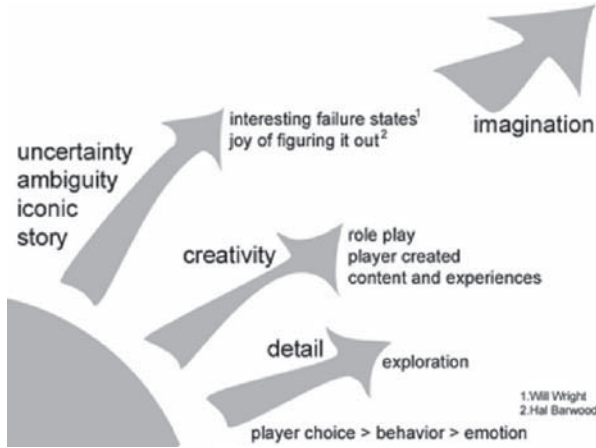 uncertainty
ambiguity
iconic
story
interesting failure states¹
joy of figuring it out²
imagination
creativity
role play
player created
content and experiences
detail
exploration
1.Will Wright
2.Hal Barwood
player choice > behavior > emotion